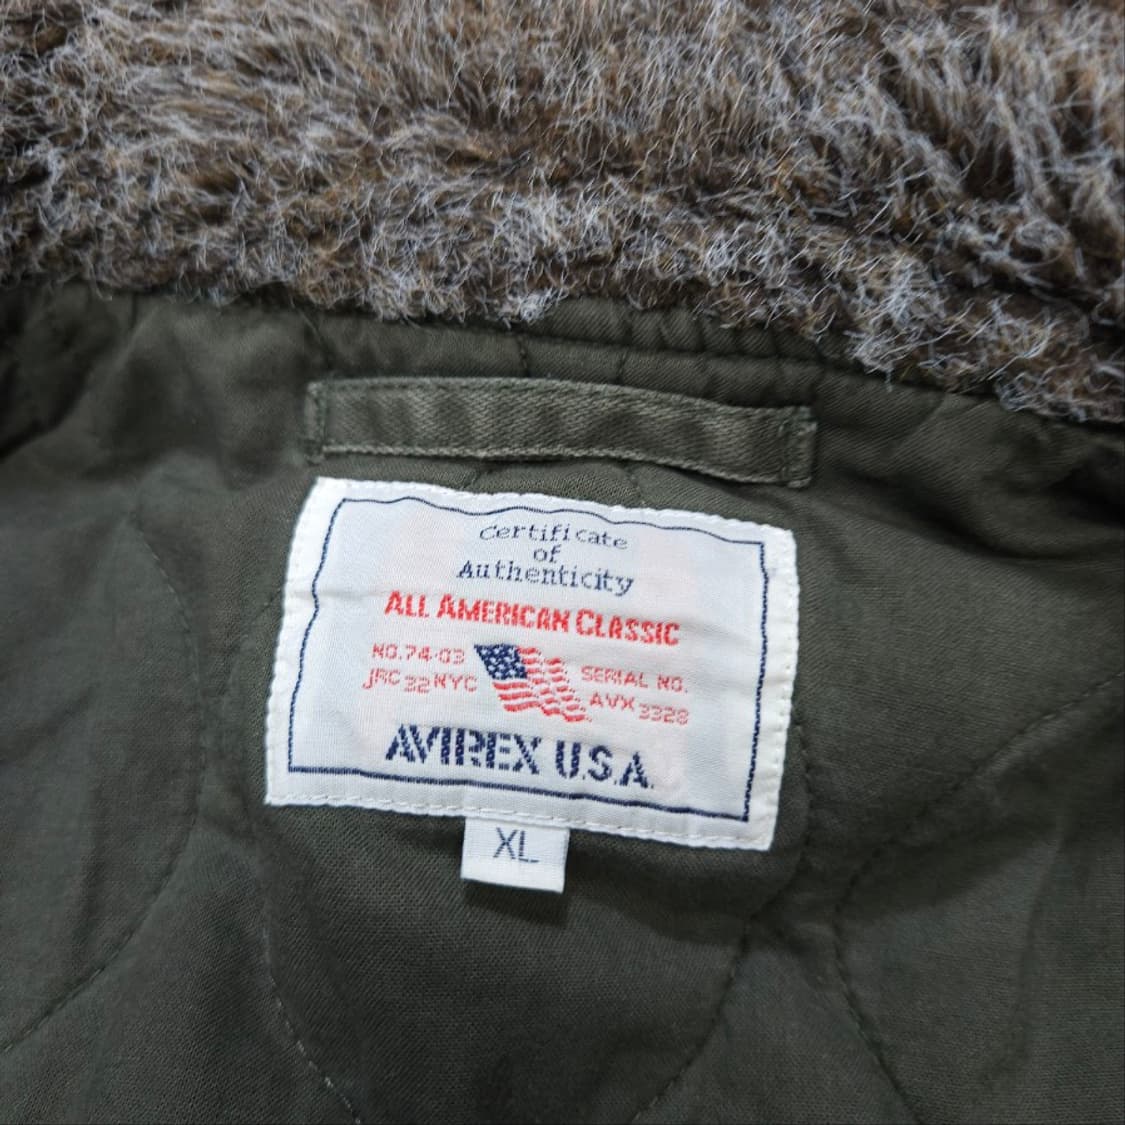 Certificate
of
Authenticity
ALL AMERICAN CLASSIC
NO.74-03
JRC 32 NYC
SERIAL NO.
AVX 3328
AVIREX U.S.A.
XL